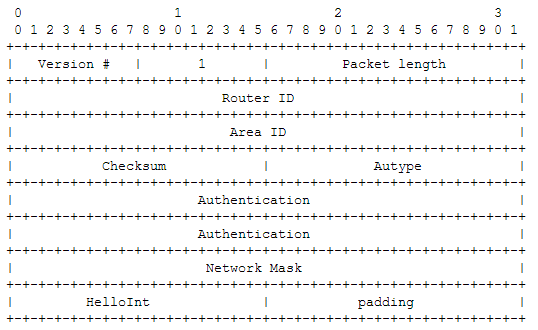 0                   1                   2                   3
0 1 2 3 4 5 6 7 8 9 0 1 2 3 4 5 6 7 8 9 0 1 2 3 4 5 6 7 8 9 0 1
+-+-+-+-+-+-+-+-+-+-+-+-+-+-+-+-+-+-+-+-+-+-+-+-+-+-+-+-+-+-+-+-+
| Version # | 1 | Packet length |
+-+-+-+-+-+-+-+-+-+-+-+-+-+-+-+-+-+-+-+-+-+-+-+-+-+-+-+-+-+-+-+-+
| Router ID |
+-+-+-+-+-+-+-+-+-+-+-+-+-+-+-+-+-+-+-+-+-+-+-+-+-+-+-+-+-+-+-+-+
| Area ID |
+-+-+-+-+-+-+-+-+-+-+-+-+-+-+-+-+-+-+-+-+-+-+-+-+-+-+-+-+-+-+-+-+
| Checksum | Autype |
+-+-+-+-+-+-+-+-+-+-+-+-+-+-+-+-+-+-+-+-+-+-+-+-+-+-+-+-+-+-+-+-+
| Authentication |
+-+-+-+-+-+-+-+-+-+-+-+-+-+-+-+-+-+-+-+-+-+-+-+-+-+-+-+-+-+-+-+-+
| Authentication |
+-+-+-+-+-+-+-+-+-+-+-+-+-+-+-+-+-+-+-+-+-+-+-+-+-+-+-+-+-+-+-+-+
| Network Mask |
+-+-+-+-+-+-+-+-+-+-+-+-+-+-+-+-+-+-+-+-+-+-+-+-+-+-+-+-+-+-+-+-+
| HelloInt | padding |
+-+-+-+-+-+-+-+-+-+-+-+-+-+-+-+-+-+-+-+-+-+-+-+-+-+-+-+-+-+-+-+-+